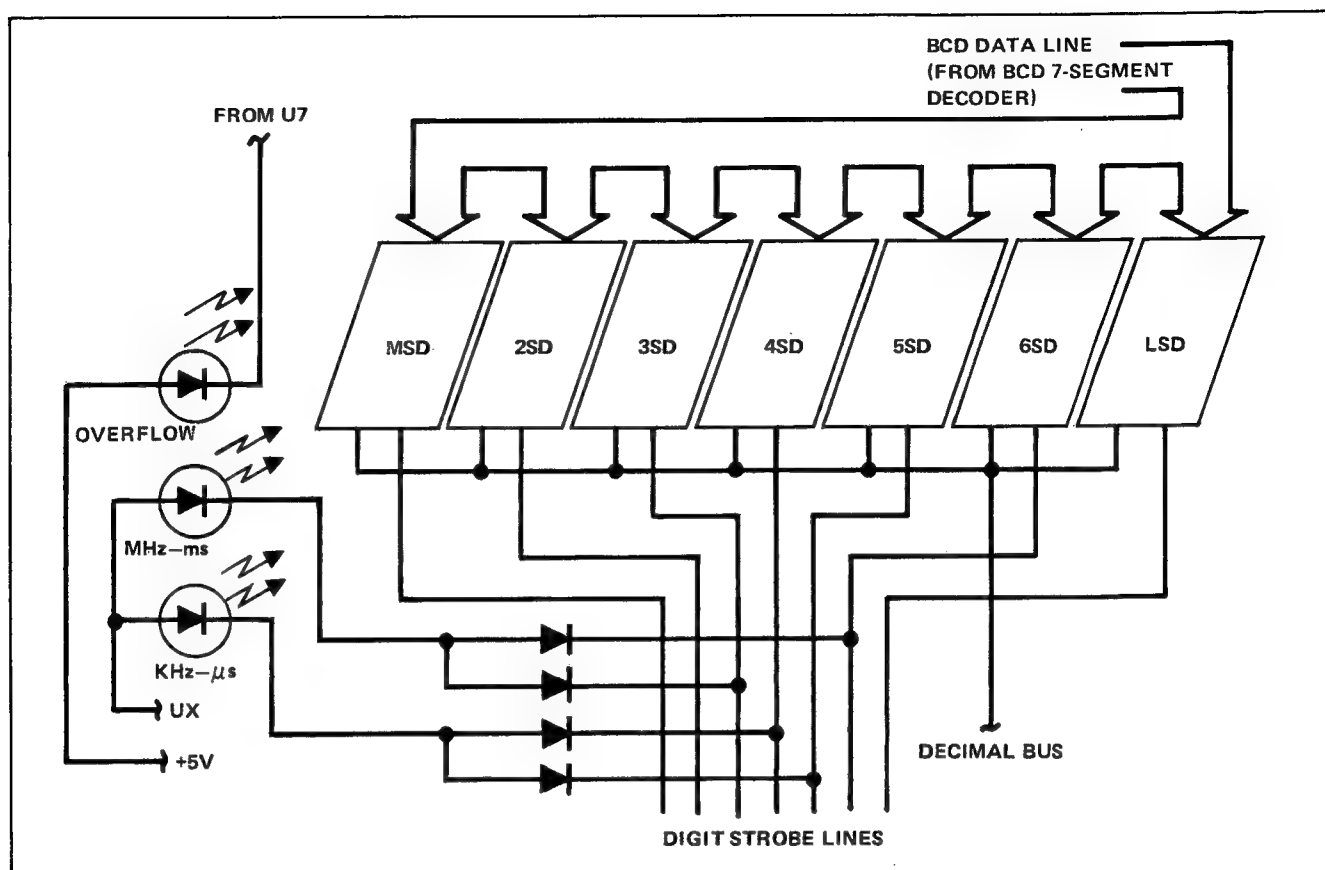 BCD DATA LINE
(FROM BCD 7-SEGMENT
DECODER)
FROM U7
MSD
2SD
3SD
4SD
5SD
6SD
LSD
OVERFLOW
MHz-ms
KHz-μs
UX
+5V
DECIMAL BUS
DIGIT STROBE LINES